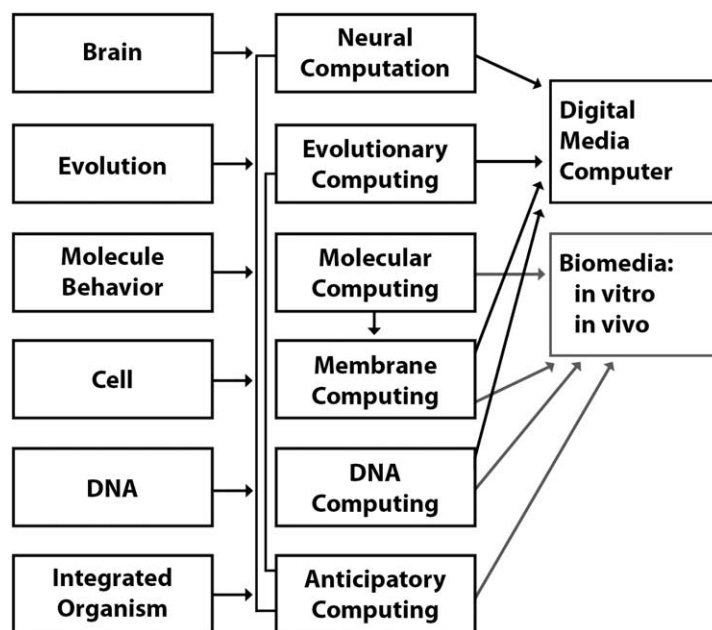 Brain
Neural
Computation
Digital
Media
Computer
Evolution
Evolutionary
Computing
Molecule
Behavior
Molecular
Computing
Biomedia:
in vitro
in vivo
Cell
Membrane
Computing
DNA
DNA
Computing
Integrated
Organism
Anticipatory
Computing